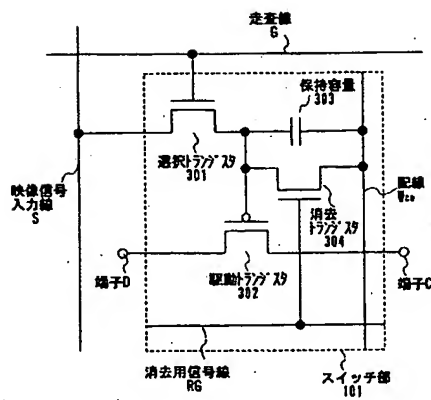 走査線
G
保持容量
303
選択トランジスタ
301
映像信号
入力線
S
消去
トランジスタ
304
配線
Wco
端子D
駆動トランジスタ
302
端子C
消去用信号線
RG
スイッチ部
101